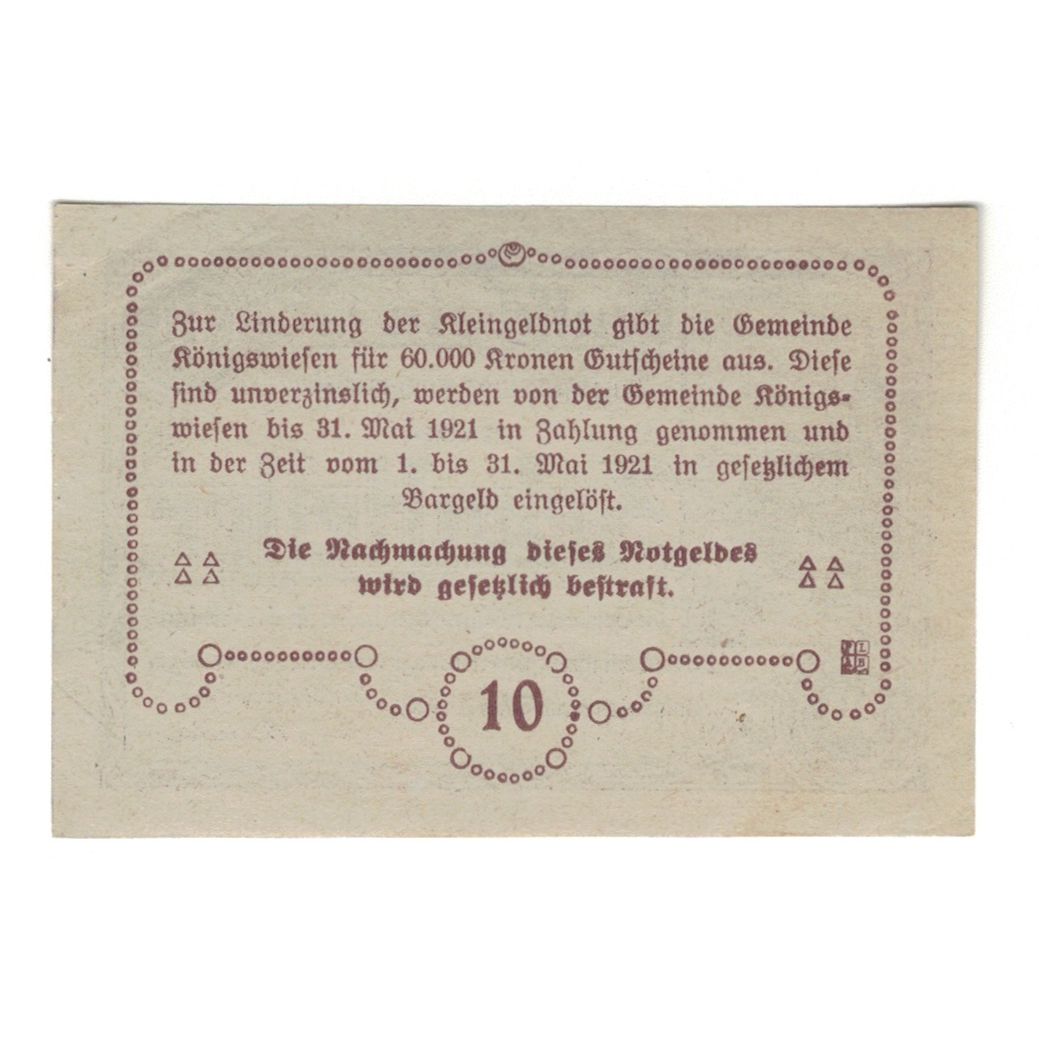 Zur Linderung der Kleingeldnot gibt die Gemeinde
Königswiesen für 60.000 Kronen Gutscheine aus. Diese
sind unverzinslich, werden von der Gemeinde Königs-
wiesen bis 31. Mai 1921 in Zahlung genommen und
in der Zeit vom 1. bis 31. Mai 1921 in gesetzlichem
Bargeld eingelöst.
Die Nachmachung dieses Notgeldes
wird gesetzlich bestraft.
10